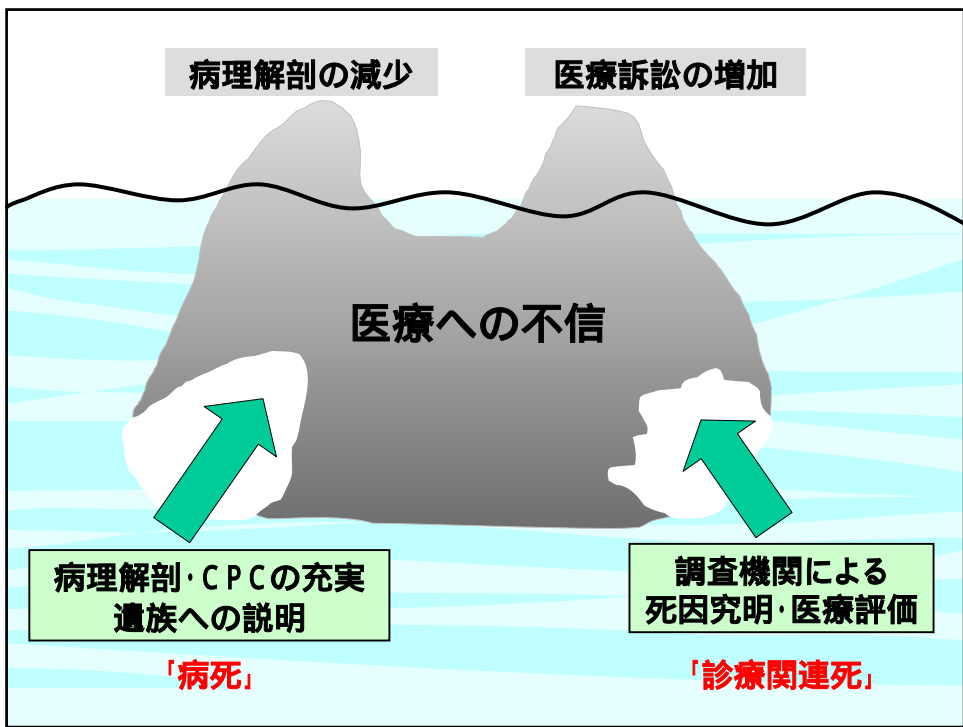 病理解剖の減少
医療訴訟の増加
医療への不信
病理解剖・CPCの充実
遺族への説明
調査機関による
死因究明・医療評価
「病死」
「診療関連死」